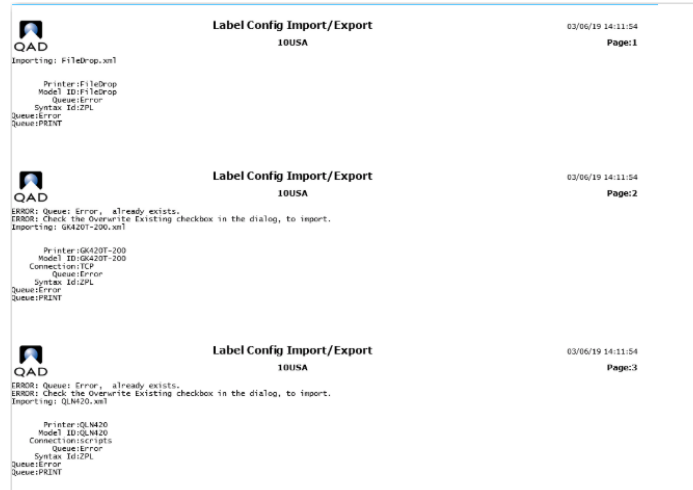 Label Config Import/Export 03/06/19 14:11:54
QAD 10USA Page:1
Importing: FileDrop.xml
Printer:FileDrop
Model ID:FileDrop
Queue:Error
Syntax Id:ZPL
Queue:Error
Queue:PRINT
Label Config Import/Export 03/06/19 14:11:54
QAD 10USA Page:2
ERROR: Queue: Error, already exists.
ERROR: Check the Overwrite Existing checkbox in the dialog, to import.
Importing: GK420T-200.xml
Printer:GK420T-200
Model ID:GK420T-200
Connection:TCP
Queue:Error
Syntax Id:ZPL
Queue:Error
Queue:PRINT
Label Config Import/Export 03/06/19 14:11:54
QAD 10USA Page:3
ERROR: Queue: Error, already exists.
ERROR: Check the Overwrite Existing checkbox in the dialog, to import.
Importing: QLN420.xml
Printer:QLN420
Model ID:QLN420
Connection:scripts
Queue:Error
Syntax Id:ZPL
Queue:Error
Queue:PRINT